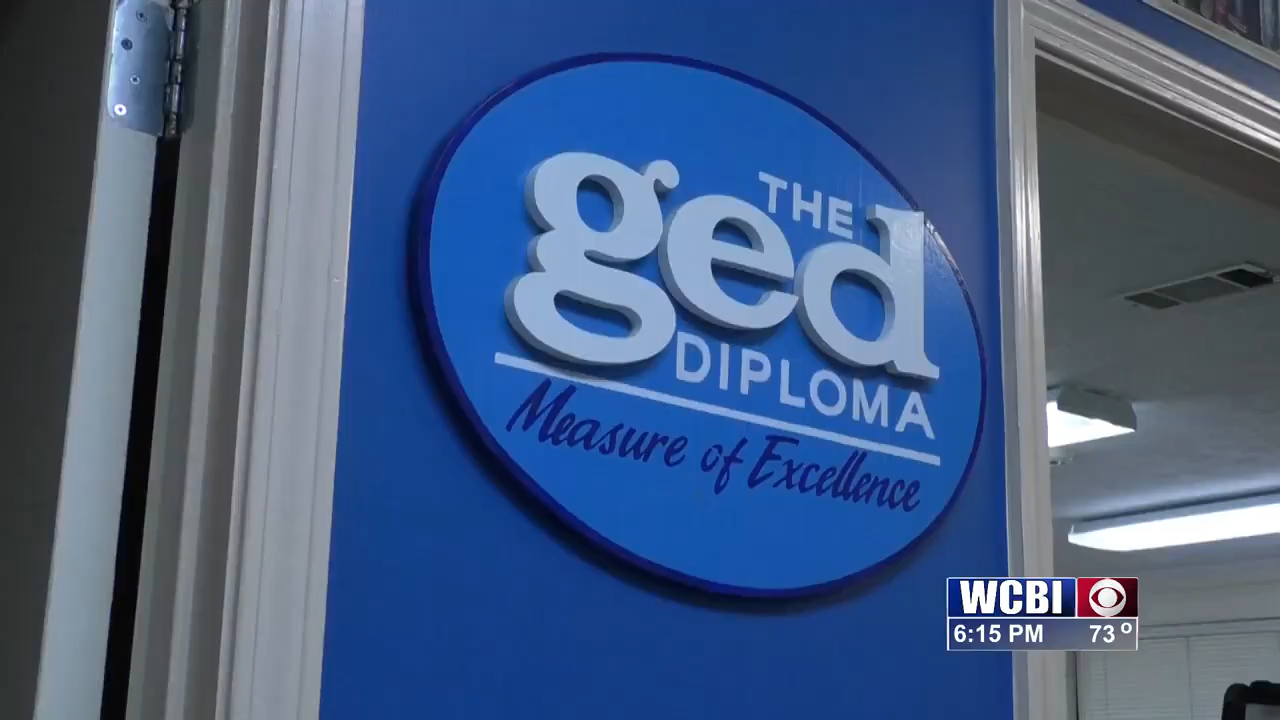 THE
ged
DIPLOMA
Measure of Excellence
WCBI
6:15 PM 73°